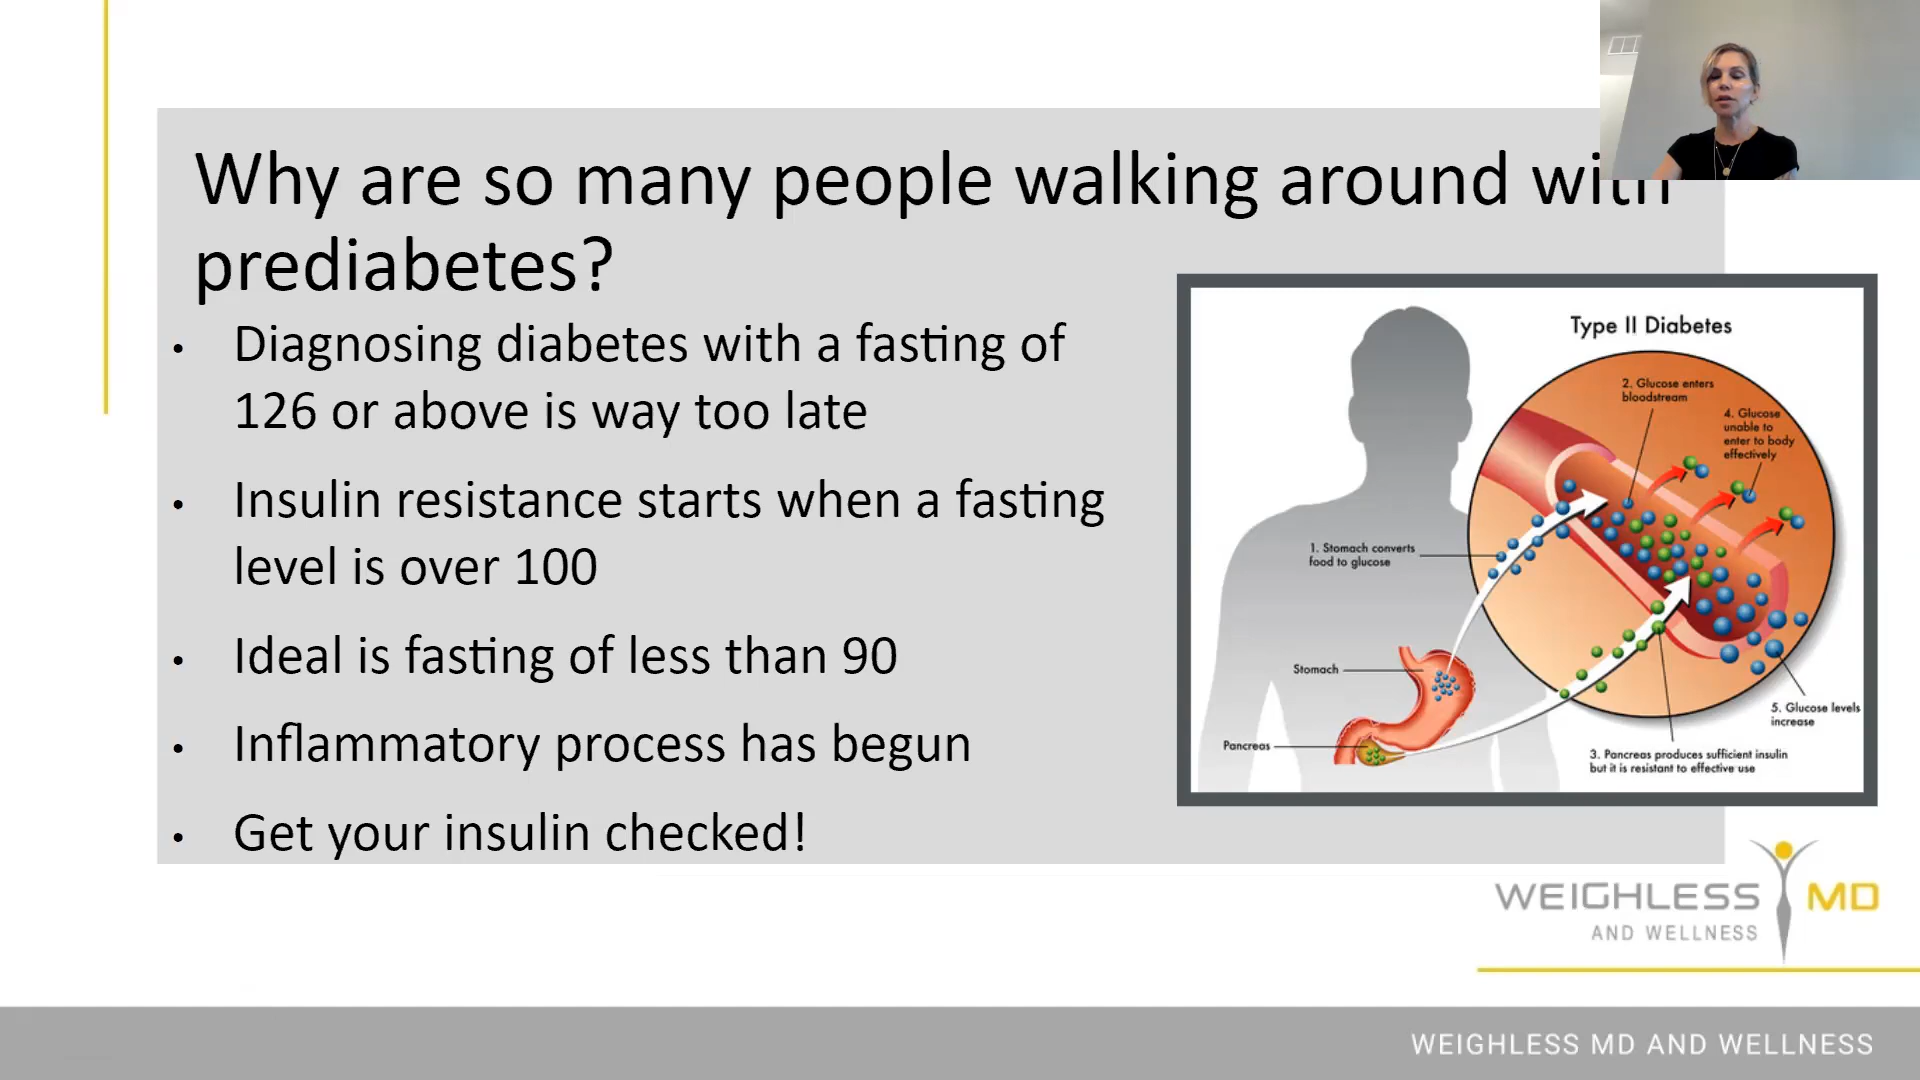 Why are so many people walking around with
prediabetes?
• Diagnosing diabetes with a fasting of
126 or above is way too late
• Insulin resistance starts when a fasting
level is over 100
• Ideal is fasting of less than 90
• Inflammatory process has begun
• Get your insulin checked!
Type II Diabetes
2. Glucose enters
bloodstream
4. Glucose
unable to
enter to body
effectively
1. Stomach converts
food to glucose
Stomach
Pancreas
5. Glucose levels
increase
3. Pancreas produces sufficient insulin
but it is resistant to effective use
WEIGHLESS MD
AND WELLNESS
WEIGHLESS MD AND WELLNESS